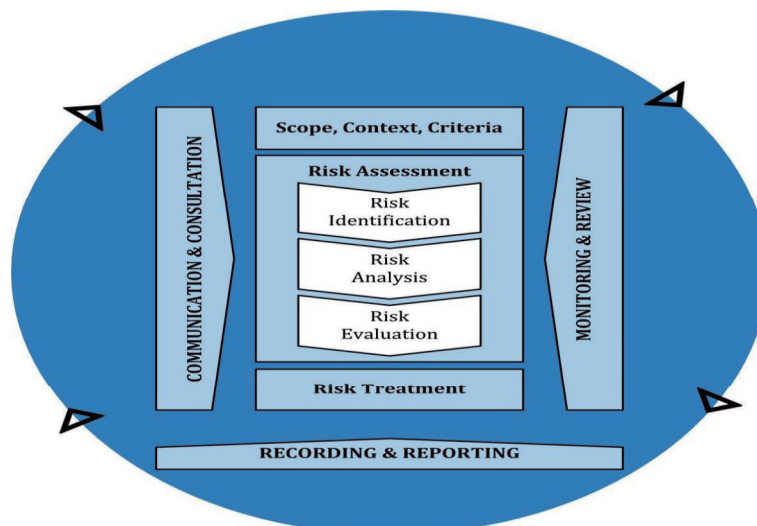 Scope, Context, Criteria
Risk Assessment
Risk
Identification
Risk
Analysis
Risk
Evaluation
Risk Treatment
COMMUNICATION & CONSULTATION
MONITORING & REVIEW
RECORDING & REPORTING